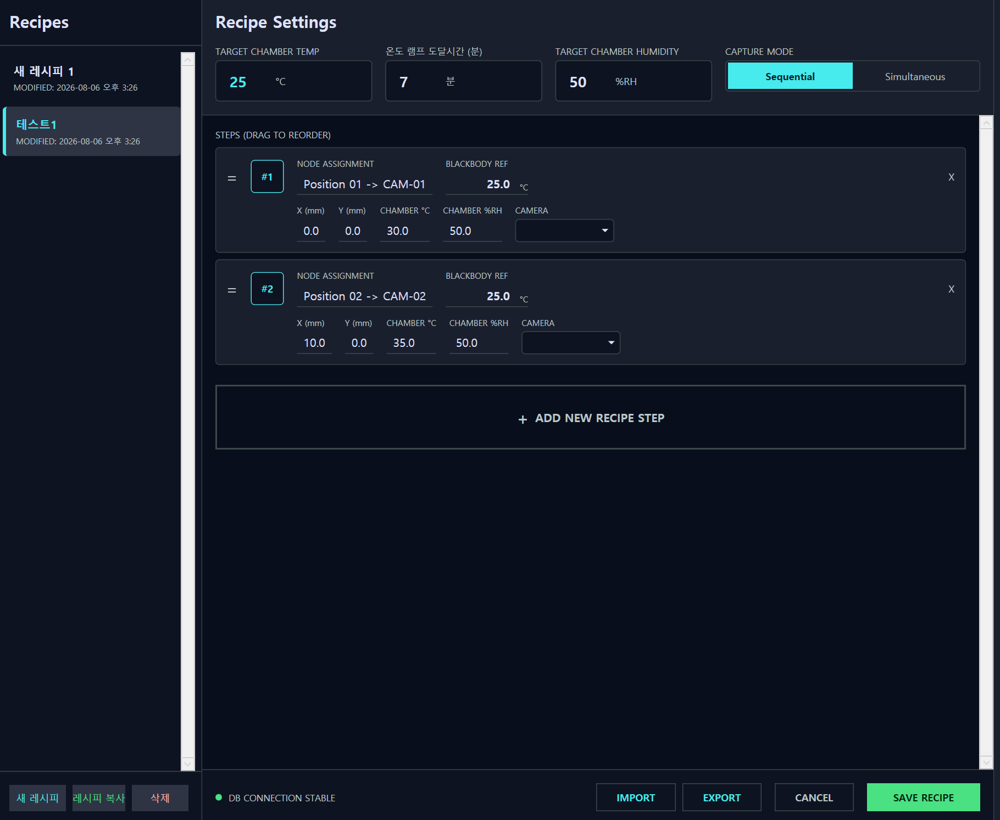 Recipes
새 레시피 1
MODIFIED: 2026-08-06 오후 3:26
테스트1
MODIFIED: 2026-08-06 오후 3:26
새 레시피
레시피 복사
삭제
Recipe Settings
TARGET CHAMBER TEMP
25 °C
온도 램프 도달시간 (분)
7 분
TARGET CHAMBER HUMIDITY
50 %RH
CAPTURE MODE
Sequential
Simultaneous
STEPS (DRAG TO REORDER)
=
#1
NODE ASSIGNMENT
Position 01 -> CAM-01
BLACKBODY REF
25.0 °C
X
X (mm)
0.0
Y (mm)
0.0
CHAMBER °C
30.0
CHAMBER %RH
50.0
CAMERA
=
#2
NODE ASSIGNMENT
Position 02 -> CAM-02
BLACKBODY REF
25.0 °C
X
X (mm)
10.0
Y (mm)
0.0
CHAMBER °C
35.0
CHAMBER %RH
50.0
CAMERA
+ ADD NEW RECIPE STEP
DB CONNECTION STABLE
IMPORT
EXPORT
CANCEL
SAVE RECIPE